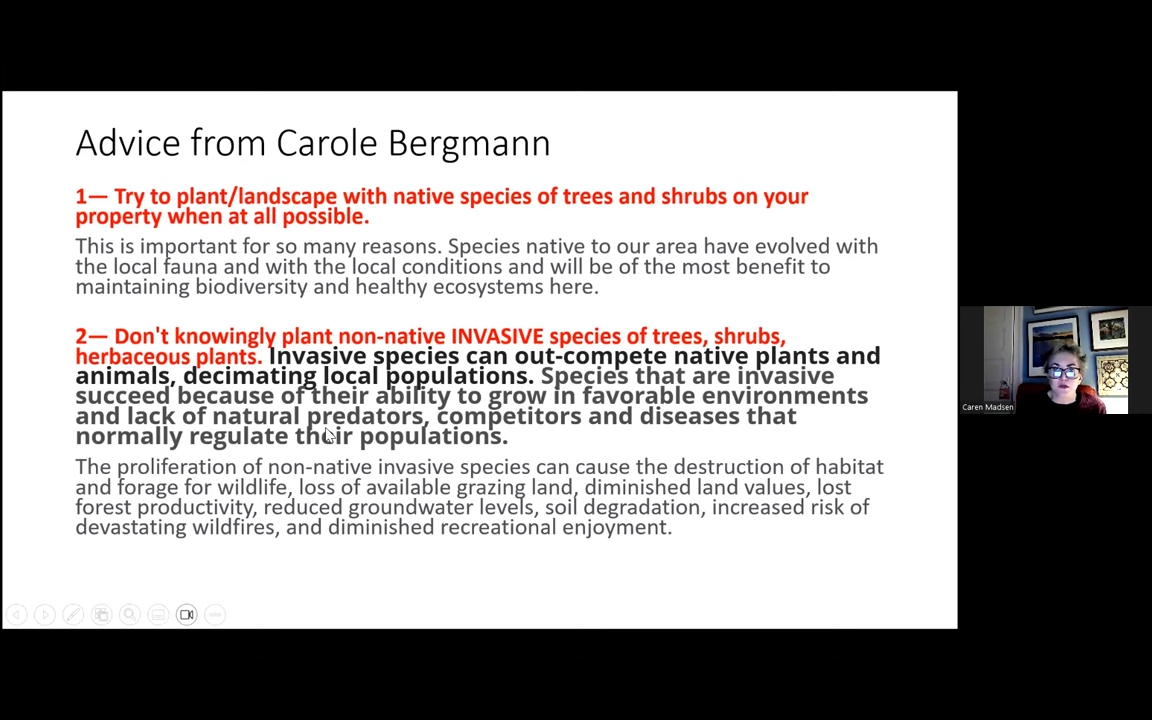 Advice from Carole Bergmann
1— Try to plant/landscape with native species of trees and shrubs on your
property when at all possible.
This is important for so many reasons. Species native to our area have evolved with
the local fauna and with the local conditions and will be of the most benefit to
maintaining biodiversity and healthy ecosystems here.
2— Don't knowingly plant non-native INVASIVE species of trees, shrubs,
herbaceous plants. Invasive species can out-compete native plants and
animals, decimating local populations. Species that are invasive
succeed because of their ability to grow in favorable environments
and lack of natural predators, competitors and diseases that
normally regulate their populations.
The proliferation of non-native invasive species can cause the destruction of habitat
and forage for wildlife, loss of available grazing land, diminished land values, lost
forest productivity, reduced groundwater levels, soil degradation, increased risk of
devastating wildfires, and diminished recreational enjoyment.
Caren Madsen